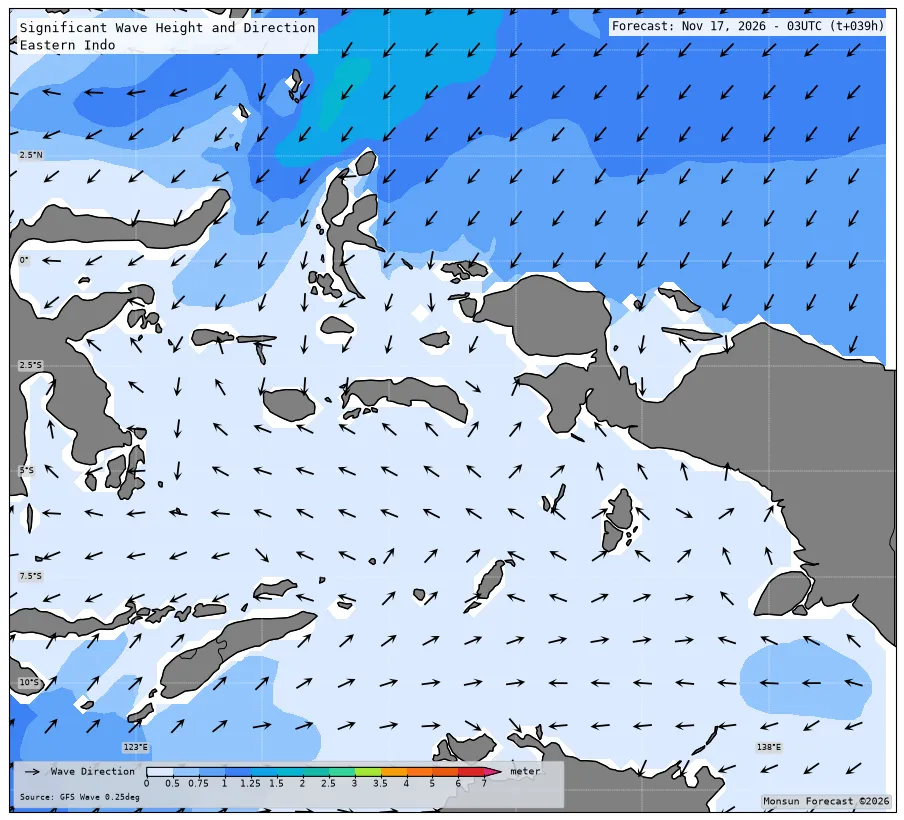 Significant Wave Height and Direction
Eastern Indo
Forecast: Nov 17, 2026 - 03UTC (t+039h)
2.5°N
0°
2.5°S
5°S
7.5°S
10°S
123°E
138°E
Wave Direction
meter
0 0.5 0.75 1 1.25 1.5 2 2.5 3 3.5 4 5 6 7
Source: GFS Wave 0.25deg
Monsun Forecast ©2026